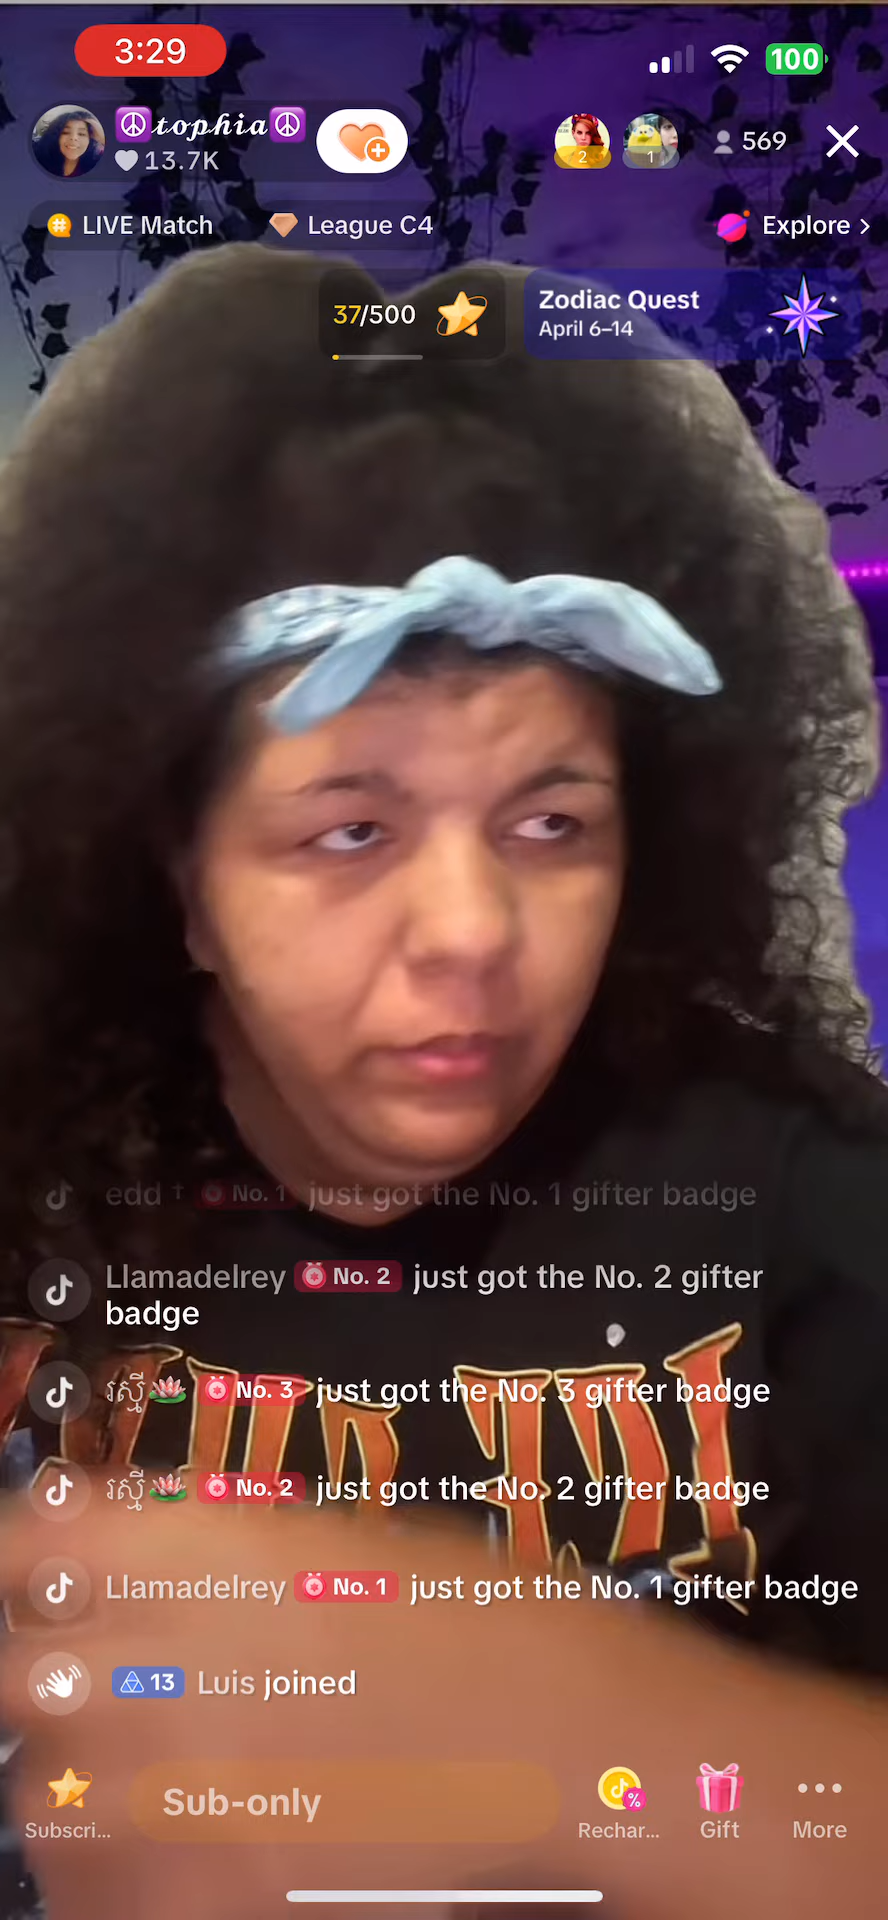 3:29
100
☮️𝓽𝓸𝓹𝓱𝓲𝓪☮️
13.7K
2
1
569
LIVE Match
League C4
Explore >
37/500
Zodiac Quest
April 6–14
edd † No. 1 just got the No. 1 gifter badge
Llamadelrey No. 2 just got the No. 2 gifter
badge
រស្មី🪷 No. 3 just got the No. 3 gifter badge
រស្មី🪷 No. 2 just got the No. 2 gifter badge
Llamadelrey No. 1 just got the No. 1 gifter badge
13 Luis joined
Sub-only
Subscri...
Rechar...
Gift
More